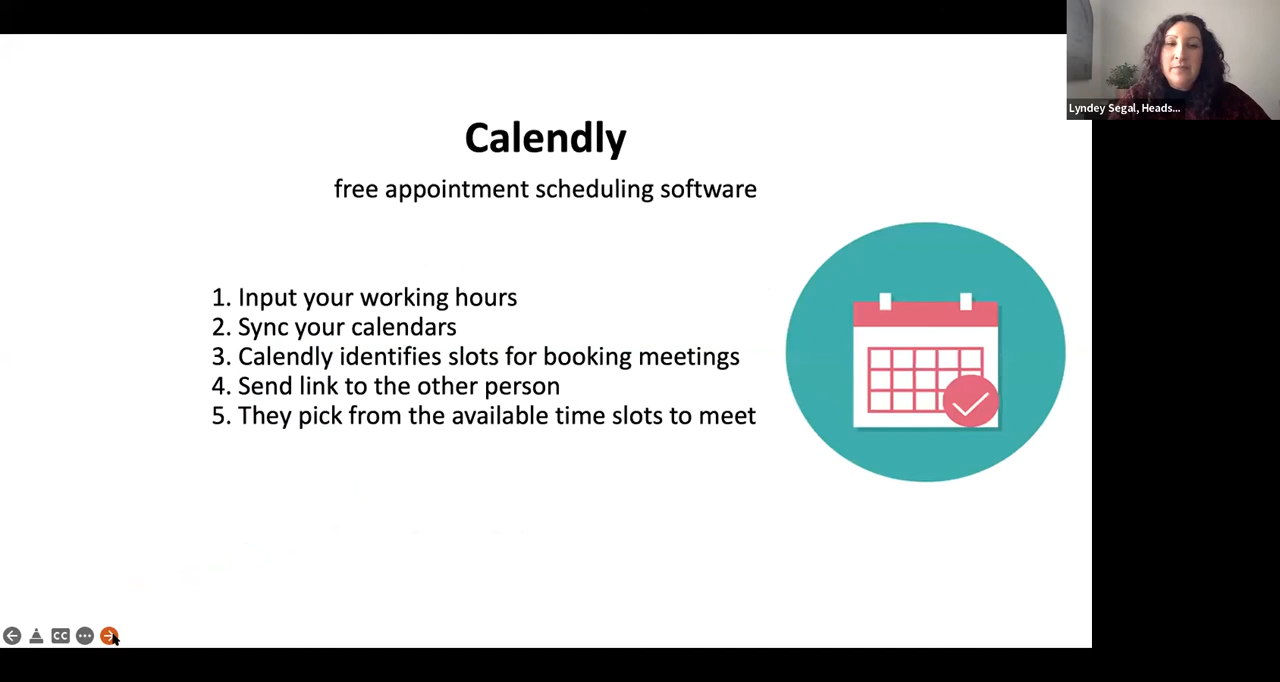 Lyndey Segal, Heads...
Calendly
free appointment scheduling software
1. Input your working hours
2. Sync your calendars
3. Calendly identifies slots for booking meetings
4. Send link to the other person
5. They pick from the available time slots to meet
CC